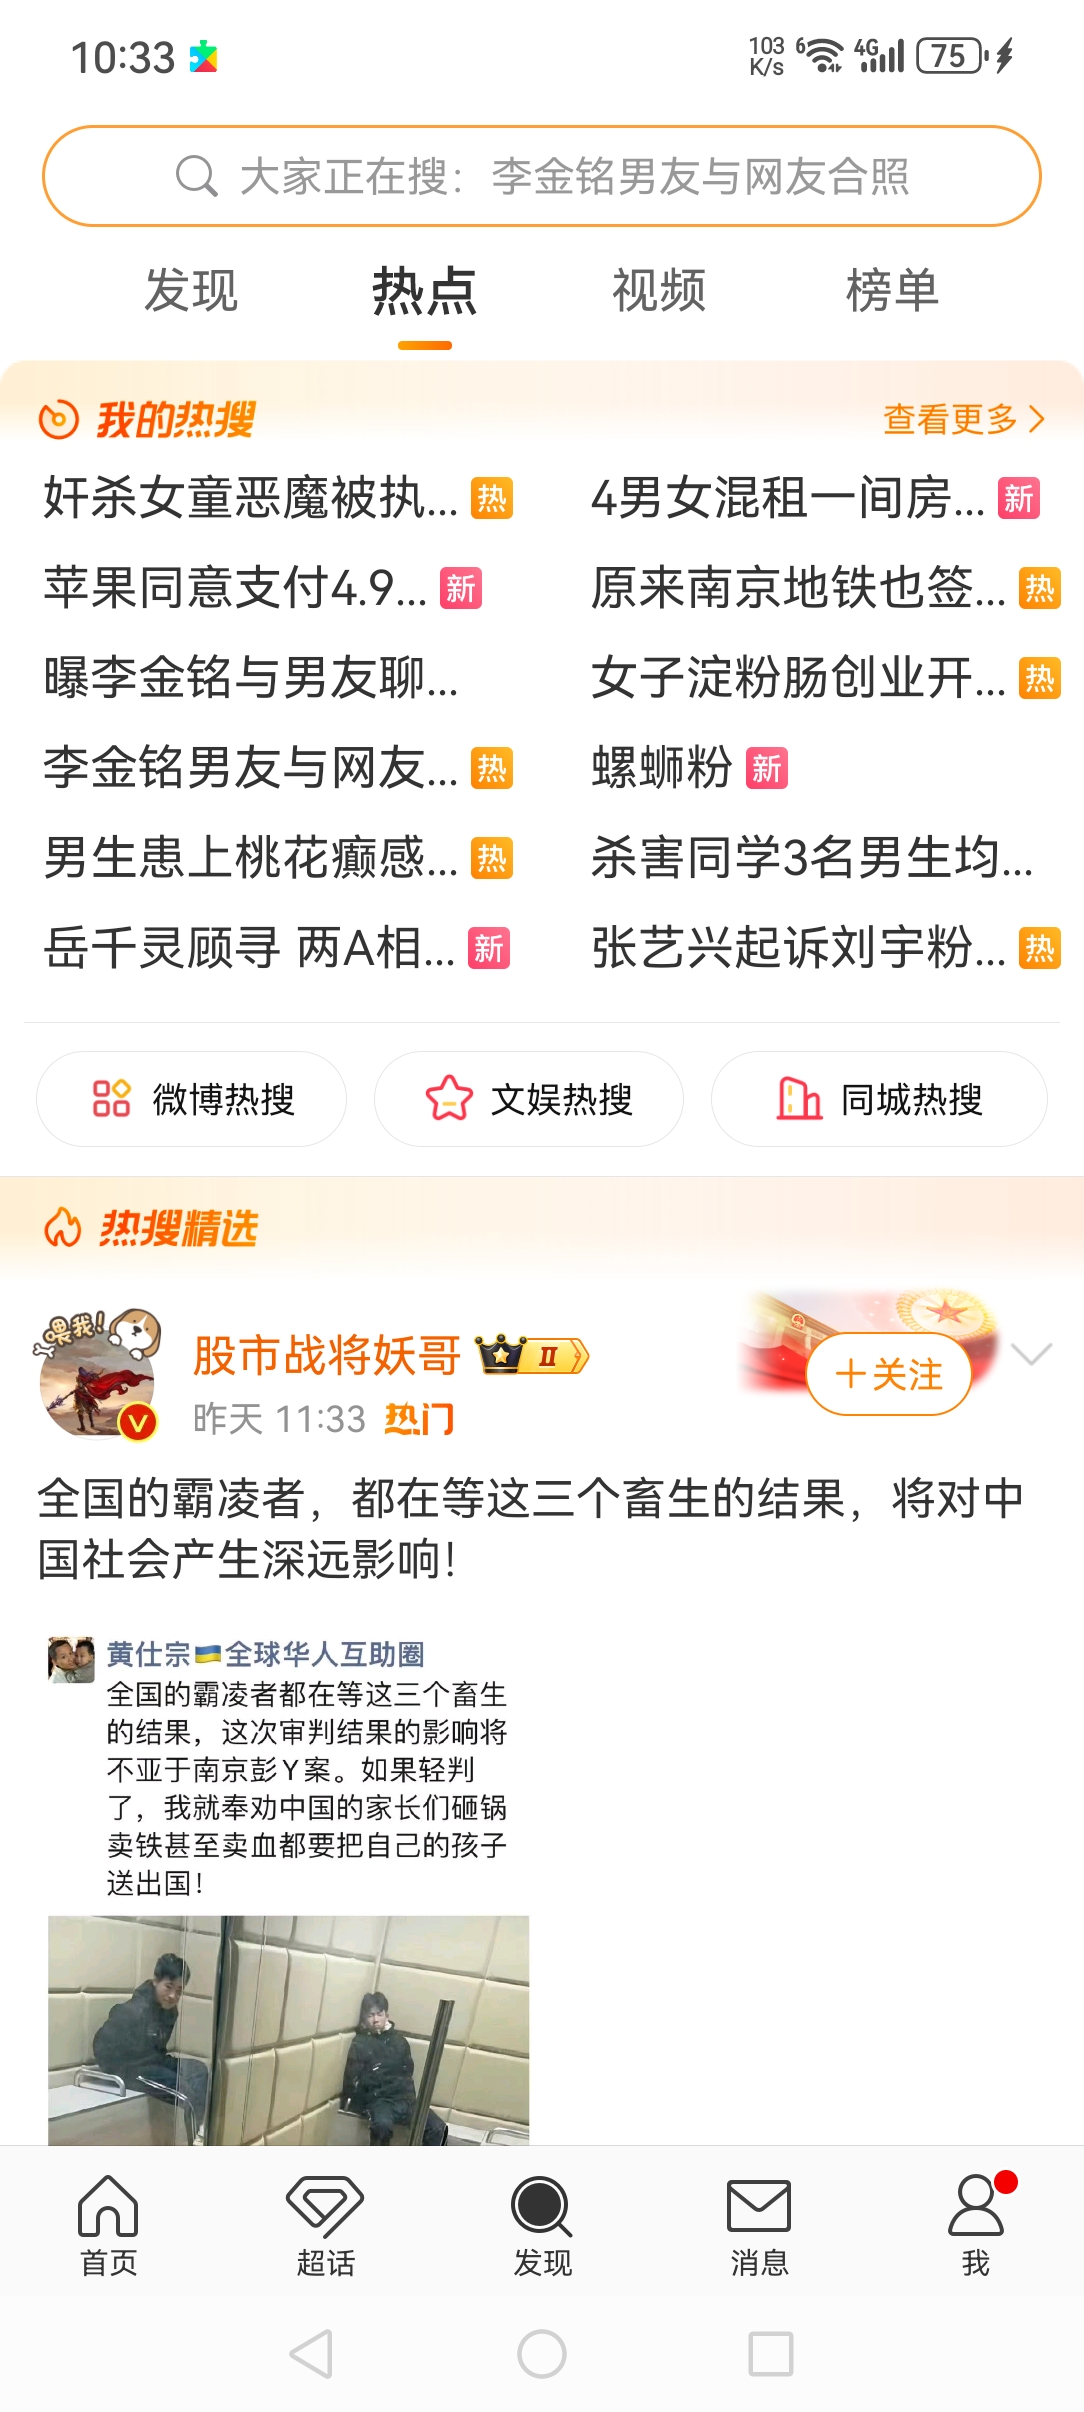 10:33
103 K/s
6
4G
75
大家正在搜：李金铭男友与网友合照
发现
热点
视频
榜单
我的热搜
查看更多
奸杀女童恶魔被执... 热
4男女混租一间房... 新
苹果同意支付4.9... 新
原来南京地铁也签... 热
曝李金铭与男友聊...
女子淀粉肠创业开... 热
李金铭男友与网友... 热
螺蛳粉 新
男生患上桃花癫感... 热
杀害同学3名男生均...
岳千灵顾寻 两A相... 新
张艺兴起诉刘宇粉... 热
微博热搜
文娱热搜
同城热搜
热搜精选
喂我!
股市战将妖哥
II
+关注
V
昨天 11:33 热门
全国的霸凌者，都在等这三个畜生的结果，将对中
国社会产生深远影响！
黄仕宗🇺🇦全球华人互助圈
全国的霸凌者都在等这三个畜生
的结果，这次审判结果的影响将
不亚于南京彭Y案。如果轻判
了，我就奉劝中国的家长们砸锅
卖铁甚至卖血都要把自己的孩子
送出国！
首页
超话
发现
消息
我